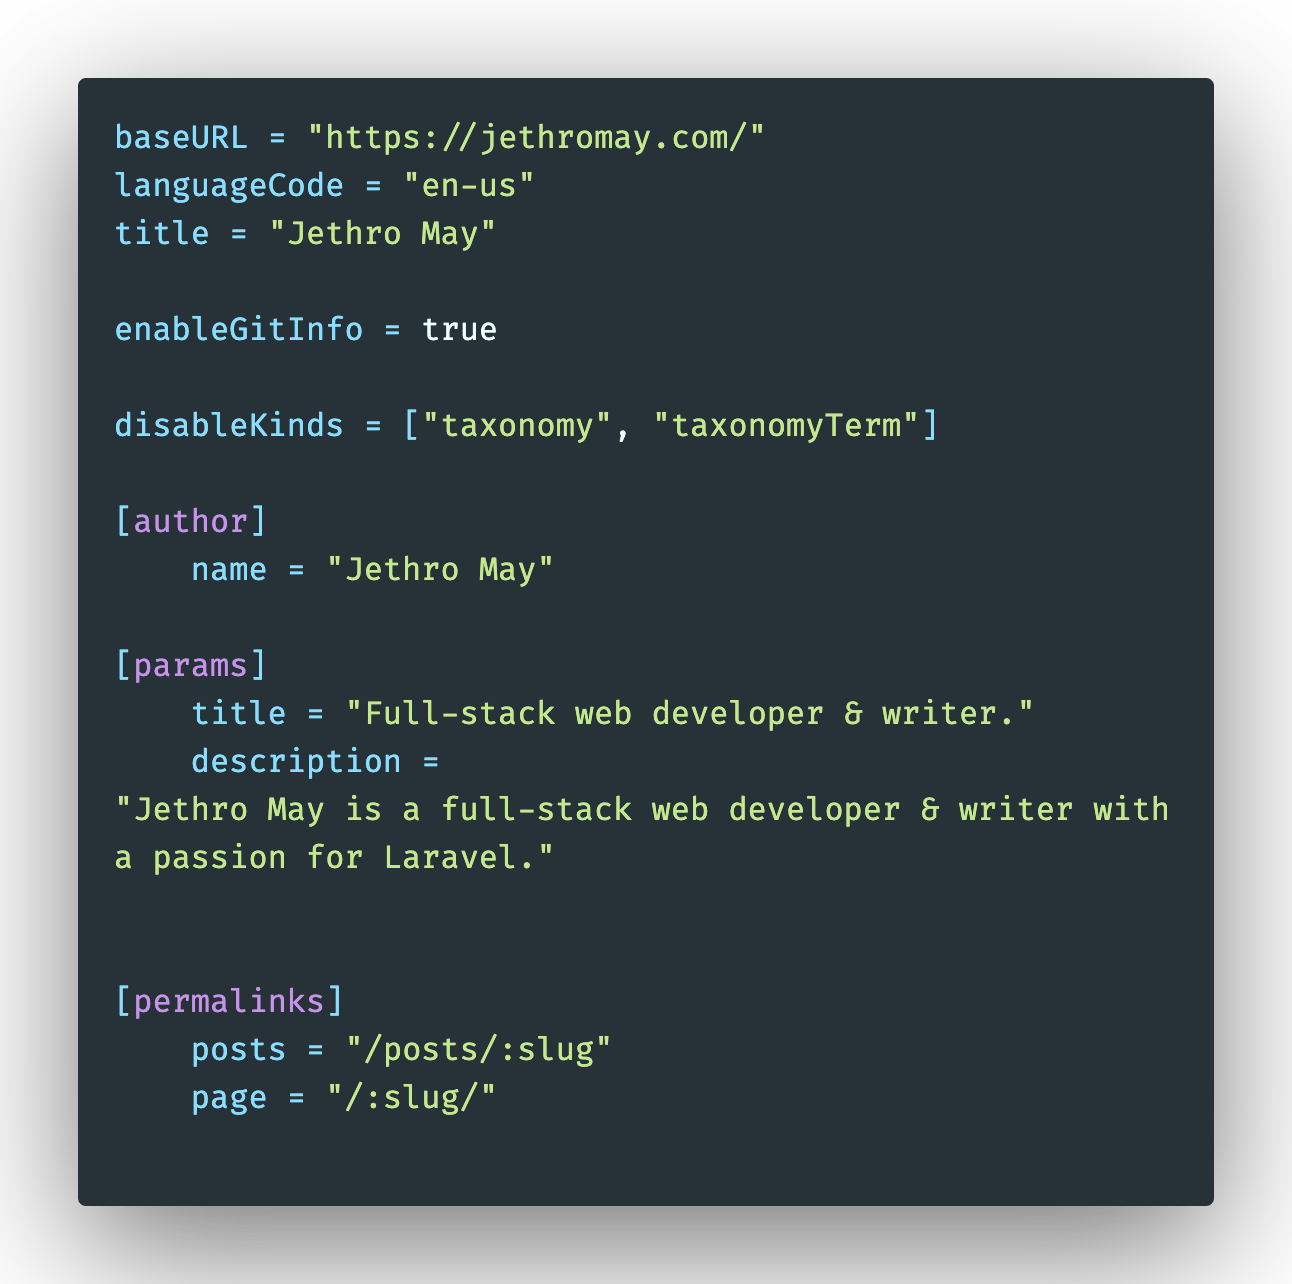 baseURL = "https://jethromay.com/"
languageCode = "en-us"
title = "Jethro May"

enableGitInfo = true

disableKinds = ["taxonomy", "taxonomyTerm"]

[author]
    name = "Jethro May"

[params]
    title = "Full-stack web developer & writer."
    description =
"Jethro May is a full-stack web developer & writer with
a passion for Laravel."

[permalinks]
    posts = "/posts/:slug"
    page = "/:slug/"